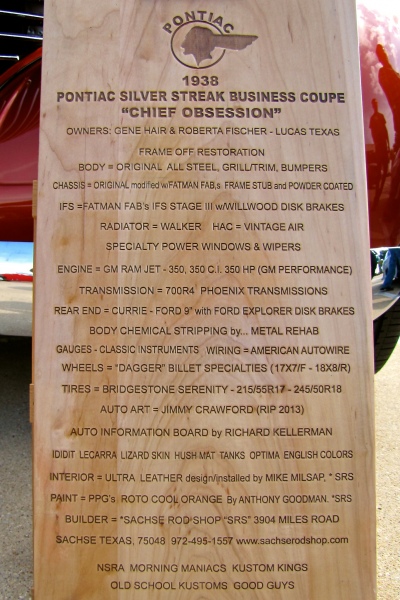 PONTIAC
1938
PONTIAC SILVER STREAK BUSINESS COUPE
"CHIEF OBSESSION"
OWNERS: GENE HAIR & ROBERTA FISCHER - LUCAS TEXAS
FRAME OFF RESTORATION
BODY = ORIGINAL ALL STEEL, GRILL/TRIM, BUMPERS
CHASSIS = ORIGINAL modified w/FATMAN FAB,s FRAME STUB and POWDER COATED
IFS =FATMAN FAB's IFS STAGE III w/WILLWOOD DISK BRAKES
RADIATOR = WALKER HAC = VINTAGE AIR
SPECIALTY POWER WINDOWS & WIPERS
ENGINE = GM RAM JET - 350, 350 C.I. 350 HP (GM PERFORMANCE)
TRANSMISSION = 700R4 PHOENIX TRANSMISSIONS
REAR END = CURRIE - FORD 9" with FORD EXPLORER DISK BRAKES
BODY CHEMICAL STRIPPING by... METAL REHAB
GAUGES - CLASSIC INSTRUMENTS WIRING = AMERICAN AUTOWIRE
WHEELS = "DAGGER" BILLET SPECIALTIES (17X7/F - 18X8/R)
TIRES = BRIDGESTONE SERENITY - 215/55R17 - 245/50R18
AUTO ART = JIMMY CRAWFORD (RIP 2013)
AUTO INFORMATION BOARD by RICHARD KELLERMAN
IDIDIT LECARRA LIZARD SKIN HUSH MAT TANKS OPTIMA ENGLISH COLORS
INTERIOR = ULTRA LEATHER design/installed by MIKE MILSAP, * SRS
PAINT = PPG's ROTO COOL ORANGE By ANTHONY GOODMAN. *SRS
BUILDER = *SACHSE ROD SHOP "SRS" 3904 MILES ROAD
SACHSE TEXAS, 75048 972-495-1557 www.sachserodshop.com
NSRA MORNING MANIACS KUSTOM KINGS
OLD SCHOOL KUSTOMS GOOD GUYS